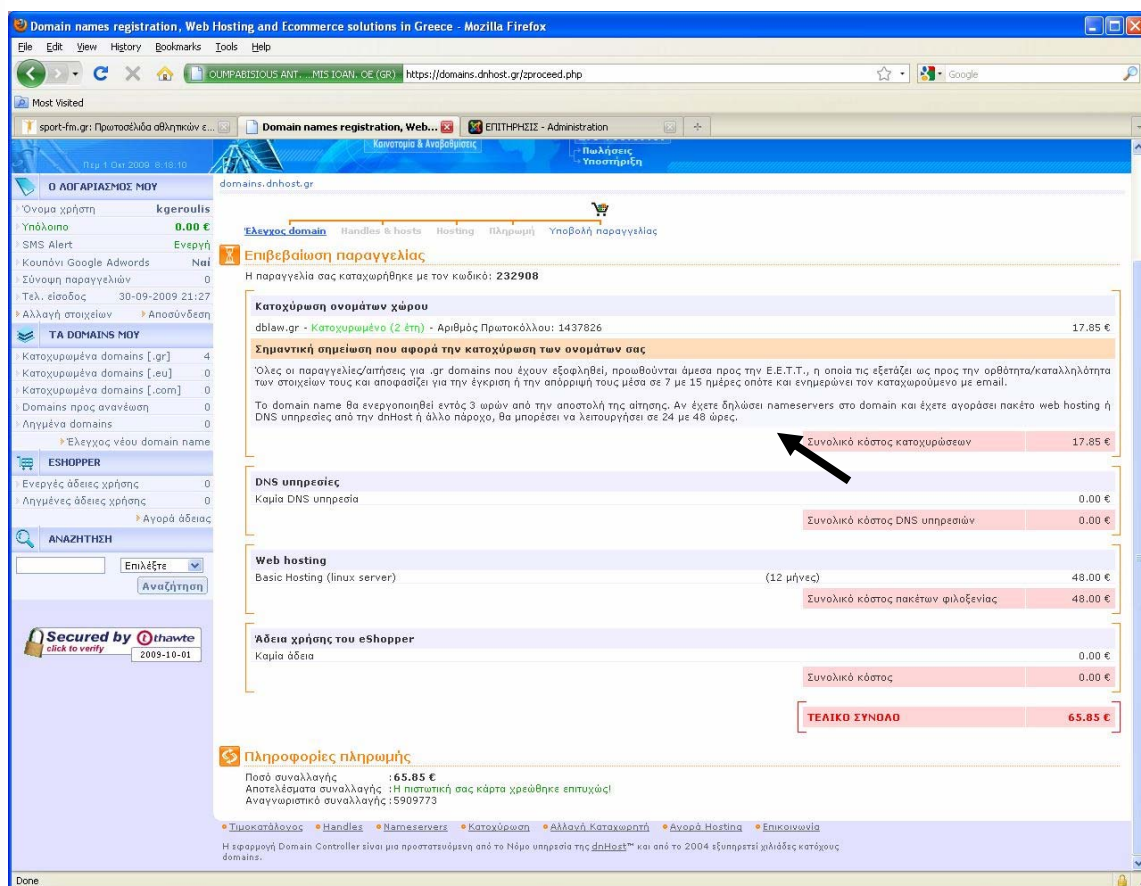 Domain names registration, Web Hosting and Ecommerce solutions in Greece - Mozilla Firefox
File Edit View History Bookmarks Tools Help
OUMPABISIOUS ANT. ...MIS IOAN. OE (GR) https://domains.dnhost.gr/zproceed.php Google
Most Visited
sport-fm.gr: Πρωτοσέλιδα αθλητικών ε... Domain names registration, Web... ΕΠΙΤΗΡΗΣΙΣ - Administration
Πεμ 1 Οκτ 2009 8:18:10
Καινοτομία & Αναβαθμίσεις
Πωλήσεις
Υποστήριξη
Ο ΛΟΓΑΡΙΑΣΜΟΣ ΜΟΥ
Όνομα χρήστη kgeroulis
Υπόλοιπο 0.00 €
SMS Alert Ενεργή
Κουπόνι Google Adwords Ναί
Σύνοψη παραγγελιών 0
Τελ. είσοδος 30-09-2009 21:27
Αλλαγή στοιχείων Αποσύνδεση
ΤΑ DOMAINS ΜΟΥ
Κατοχυρωμένα domains [.gr] 4
Κατοχυρωμένα domains [.eu] 0
Κατοχυρωμένα domains [.com] 0
Domains προς ανανέωση 0
Ληγμένα domains 0
Έλεγχος νέου domain name
ESHOPPER
Ενεργές άδειες χρήσης 0
Ληγμένες άδειες χρήσης 0
Αγορά άδειας
ΑΝΑΖΗΤΗΣΗ
Επιλέξτε
Αναζήτηση
Secured by thawte
click to verify
2009-10-01
domains.dnhost.gr
Έλεγχος domain Handles & hosts Hosting Πληρωμή Υποβολή παραγγελίας
Επιβεβαίωση παραγγελίας
Η παραγγελία σας καταχωρήθηκε με τον κωδικό: 232908
Κατοχύρωση ονομάτων χώρου
dblaw.gr - Κατοχυρωμένο (2 έτη) - Αριθμός Πρωτοκόλλου: 1437826 17.85 €
Σημαντική σημείωση που αφορά την κατοχύρωση των ονομάτων σας
Όλες οι παραγγελίες/αιτήσεις για .gr domains που έχουν εξοφληθεί, προωθούνται άμεσα προς την Ε.Ε.Τ.Τ., η οποία τις εξετάζει ως προς την ορθότητα/καταλληλότητα
των στοιχείων τους και αποφασίζει για την έγκριση ή την απόρριψή τους μέσα σε 7 με 15 ημέρες οπότε και ενημερώνει τον καταχωρούμενο με email.
Το domain name θα ενεργοποιηθεί εντός 3 ωρών από την αποστολή της αίτησης. Αν έχετε δηλώσει nameservers στο domain και έχετε αγοράσει πακέτο web hosting ή
DNS υπηρεσίες από την dnHost ή άλλο πάροχο, θα μπορέσει να λειτουργήσει σε 24 με 48 ώρες.
Συνολικό κόστος κατοχυρώσεων 17.85 €
DNS υπηρεσίες
Καμία DNS υπηρεσία 0.00 €
Συνολικό κόστος DNS υπηρεσιών 0.00 €
Web hosting
Basic Hosting (linux server) (12 μήνες) 48.00 €
Συνολικό κόστος πακέτων φιλοξενίας 48.00 €
Άδεια χρήσης του eShopper
Καμία άδεια 0.00 €
Συνολικό κόστος 0.00 €
ΤΕΛΙΚΟ ΣΥΝΟΛΟ 65.85 €
Πληροφορίες πληρωμής
Ποσό συναλλαγής :65.85 €
Αποτελέσματα συναλλαγής :Η πιστωτική σας κάρτα χρεώθηκε επιτυχώς!
Αναγνωριστικό συναλλαγής :5909773
Τιμοκατάλογος Handles Nameservers Κατοχύρωση Αλλαγή Καταχωρητή Αγορά Hosting Επικοινωνία
Η εφαρμογή Domain Controller είναι μια προστατευόμενη από το Νόμο υπηρεσία της dnHost™ και από το 2004 εξυπηρετεί χιλιάδες κατόχους
domains.
Done